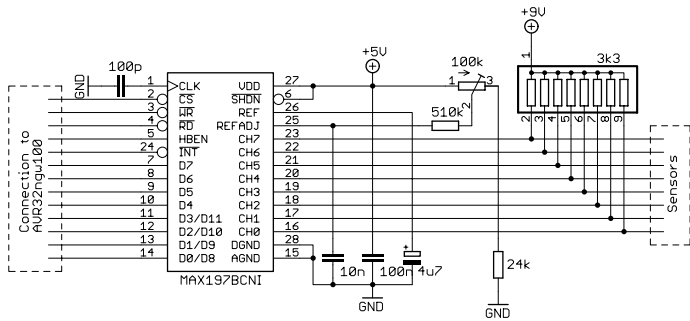 +9V
1
3k3
2 3 4 5 6 7 8 9
+5V
100k
1 3
2
510k
100p
GND
1 CLK VDD 27
2 CS SHDN 6
3 WR REF 26
4 RD REFADJ 25
5 HBEN CH7 23
24 INT CH6 22
7 D7 CH5 21
8 D6 CH4 20
9 D5 CH3 19
10 D4 CH2 18
11 D3/D11 CH1 17
12 D2/D10 CH0 16
13 D1/D9 DGND 28
14 D0/D8 AGND 15
MAX197BCNI
Connection to
AVR32ngw100
Sensors
10n
100n
+
4u7
24k
GND
GND